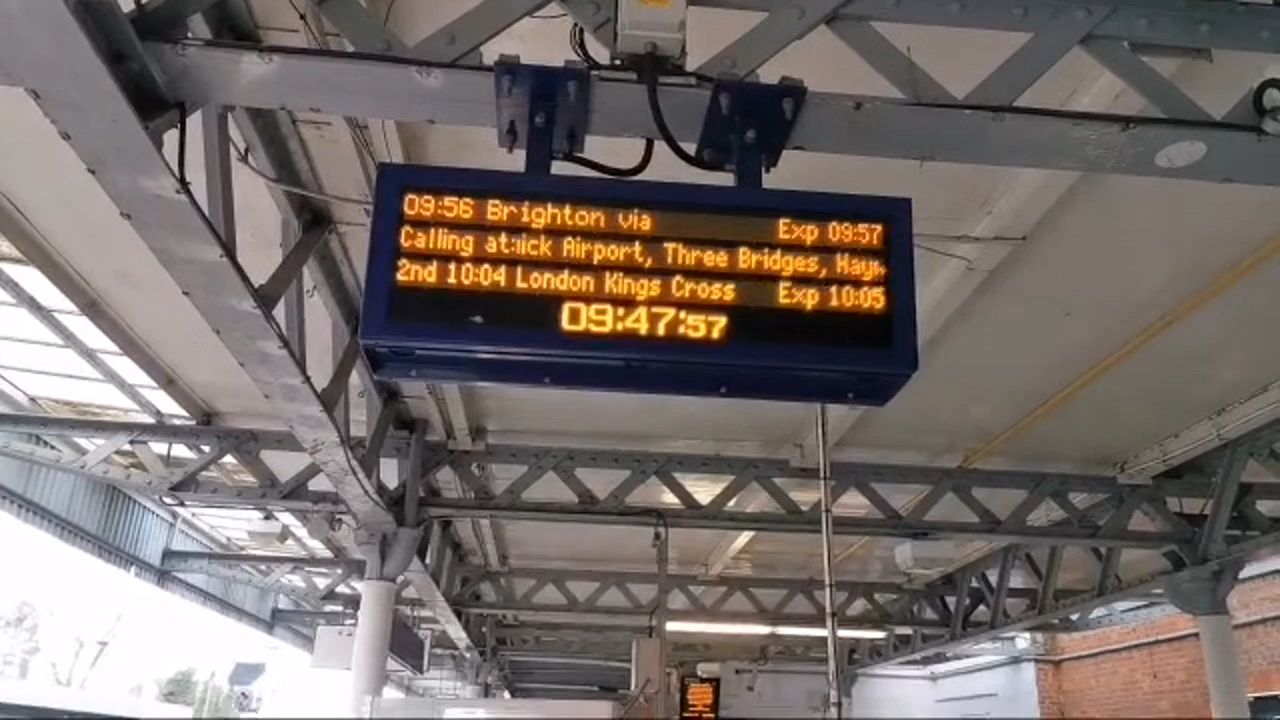 09:56 Brighton via Exp 09:57
Calling at:ick Airport, Three Bridges, Hay
2nd 10:04 London Kings Cross Exp 10:05
09:47:57